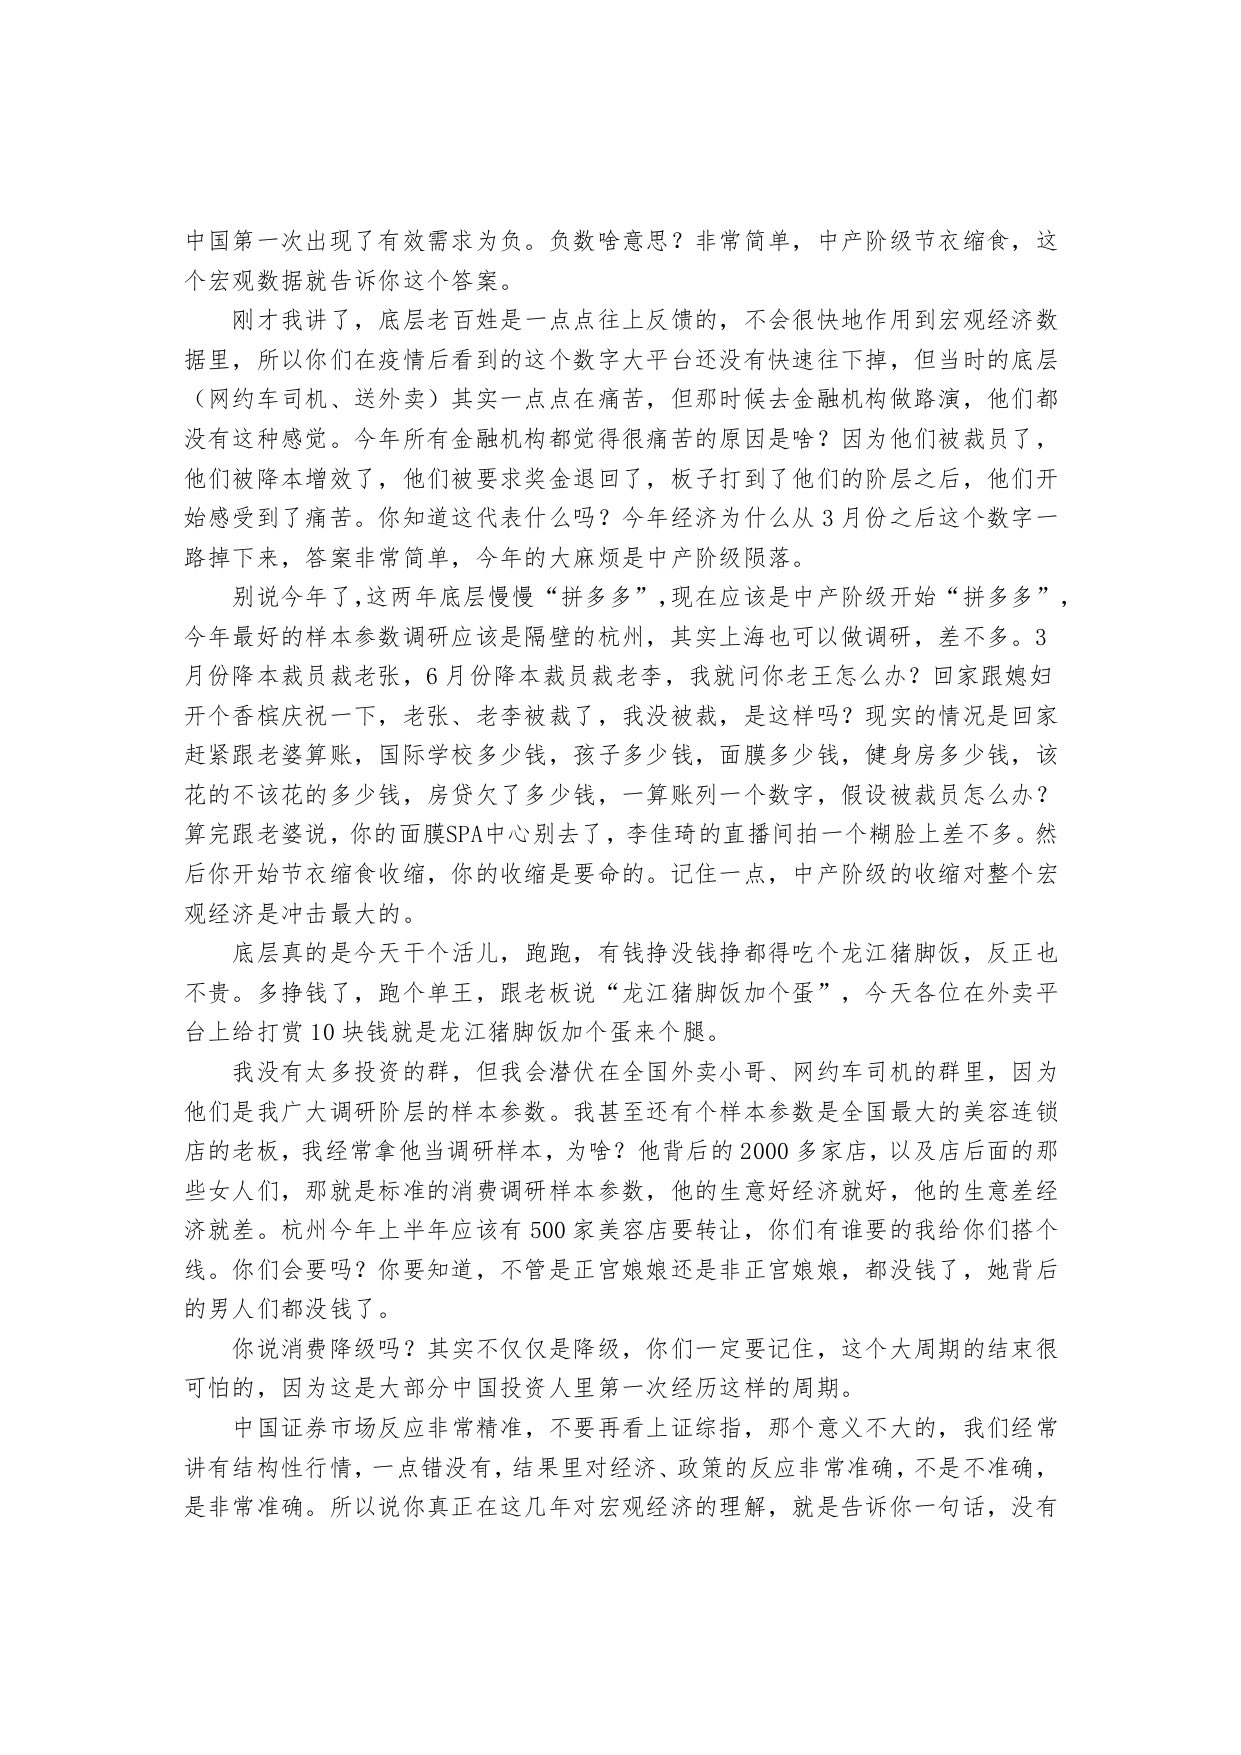 中国第一次出现了有效需求为负。负数啥意思？非常简单，中产阶级节衣缩食，这
个宏观数据就告诉你这个答案。
刚才我讲了，底层老百姓是一点点往上反馈的，不会很快地作用到宏观经济数
据里，所以你们在疫情后看到的这个数字大平台还没有快速往下掉，但当时的底层
（网约车司机、送外卖）其实一点点在痛苦，但那时候去金融机构做路演，他们都
没有这种感觉。今年所有金融机构都觉得很痛苦的原因是啥？因为他们被裁员了，
他们被降本增效了，他们被要求奖金退回了，板子打到了他们的阶层之后，他们开
始感受到了痛苦。你知道这代表什么吗？今年经济为什么从 3 月份之后这个数字一
路掉下来，答案非常简单，今年的大麻烦是中产阶级陨落。
别说今年了，这两年底层慢慢“拼多多”，现在应该是中产阶级开始“拼多多”，
今年最好的样本参数调研应该是隔壁的杭州，其实上海也可以做调研，差不多。3
月份降本裁员裁老张，6 月份降本裁员裁老李，我就问你老王怎么办？回家跟媳妇
开个香槟庆祝一下，老张、老李被裁了，我没被裁，是这样吗？现实的情况是回家
赶紧跟老婆算账，国际学校多少钱，孩子多少钱，面膜多少钱，健身房多少钱，该
花的不该花的多少钱，房贷欠了多少钱，一算账列一个数字，假设被裁员怎么办？
算完跟老婆说，你的面膜SPA中心别去了，李佳琦的直播间拍一个糊脸上差不多。然
后你开始节衣缩食收缩，你的收缩是要命的。记住一点，中产阶级的收缩对整个宏
观经济是冲击最大的。
底层真的是今天干个活儿，跑跑，有钱挣没钱挣都得吃个龙江猪脚饭，反正也
不贵。多挣钱了，跑个单王，跟老板说“龙江猪脚饭加个蛋”，今天各位在外卖平
台上给打赏 10 块钱就是龙江猪脚饭加个蛋来个腿。
我没有太多投资的群，但我会潜伏在全国外卖小哥、网约车司机的群里，因为
他们是我广大调研阶层的样本参数。我甚至还有个样本参数是全国最大的美容连锁
店的老板，我经常拿他当调研样本，为啥？他背后的 2000 多家店，以及店后面的那
些女人们，那就是标准的消费调研样本参数，他的生意好经济就好，他的生意差经
济就差。杭州今年上半年应该有 500 家美容店要转让，你们有谁要的我给你们搭个
线。你们会要吗？你要知道，不管是正宫娘娘还是非正宫娘娘，都没钱了，她背后
的男人们都没钱了。
你说消费降级吗？其实不仅仅是降级，你们一定要记住，这个大周期的结束很
可怕的，因为这是大部分中国投资人里第一次经历这样的周期。
中国证券市场反应非常精准，不要再看上证综指，那个意义不大的，我们经常
讲有结构性行情，一点错没有，结果里对经济、政策的反应非常准确，不是不准确，
是非常准确。所以说你真正在这几年对宏观经济的理解，就是告诉你一句话，没有